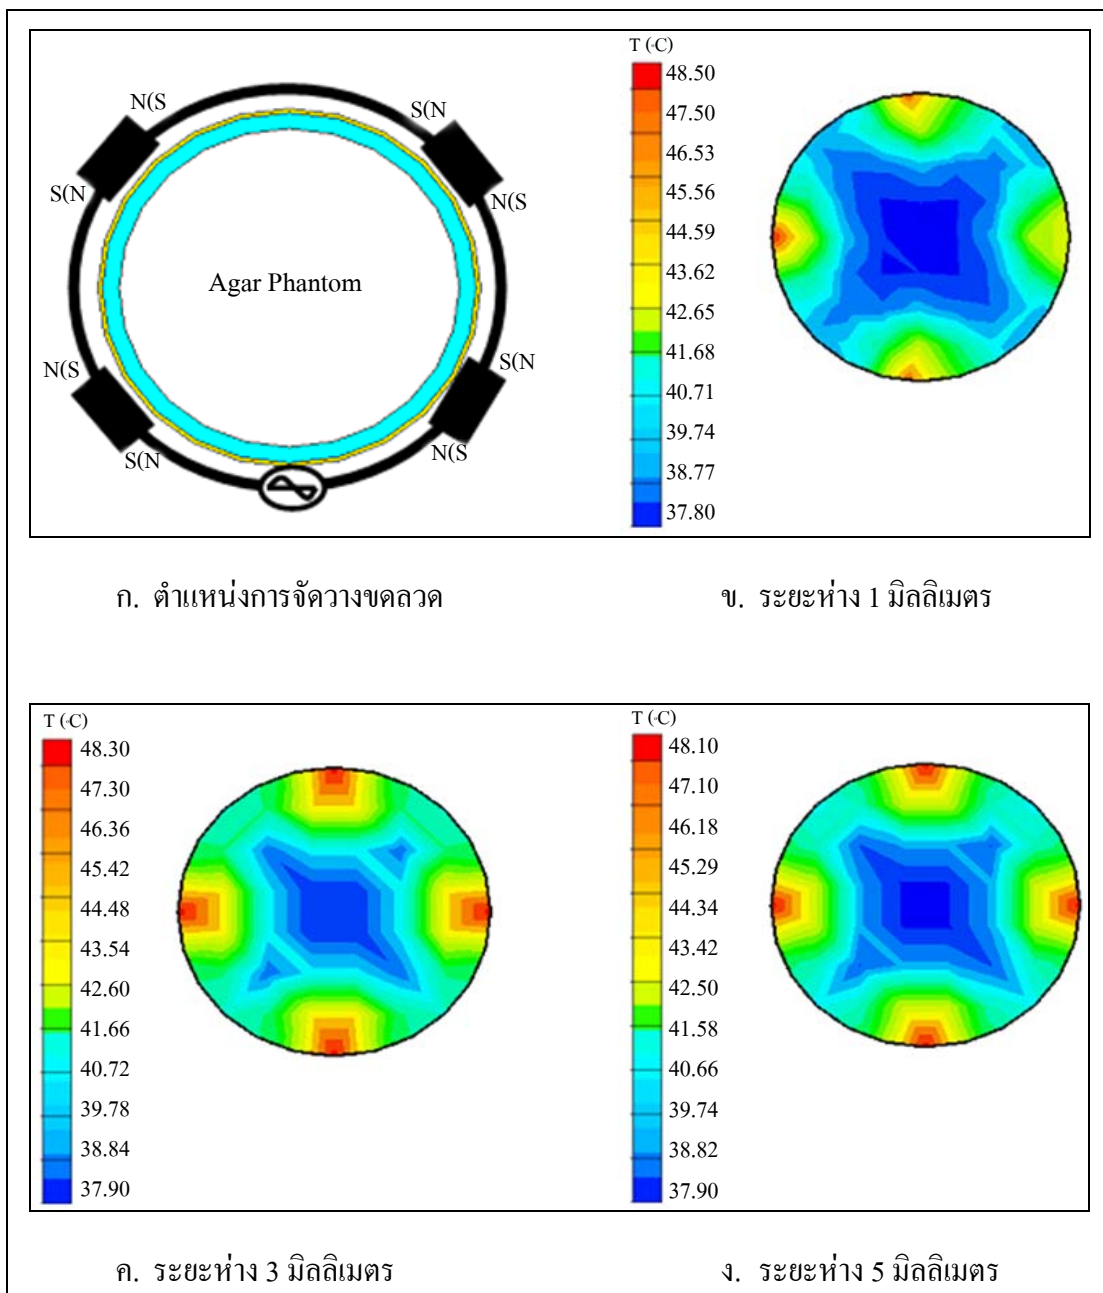 T (◦C)
48.50
47.50
46.53
45.56
44.59
43.62
42.65
41.68
40.71
39.74
38.77
37.80
N(S
S(N
S(N
N(S
Agar Phantom
N(S
S(N
S(N
N(S
ก. ตำแหน่งการจัดวางขดลวด
ข. ระยะห่าง 1 มิลลิเมตร
T (◦C)
48.30
47.30
46.36
45.42
44.48
43.54
42.60
41.66
40.72
39.78
38.84
37.90
T (◦C)
48.10
47.10
46.18
45.29
44.34
43.42
42.50
41.58
40.66
39.74
38.82
37.90
ค. ระยะห่าง 3 มิลลิเมตร
ง. ระยะห่าง 5 มิลลิเมตร